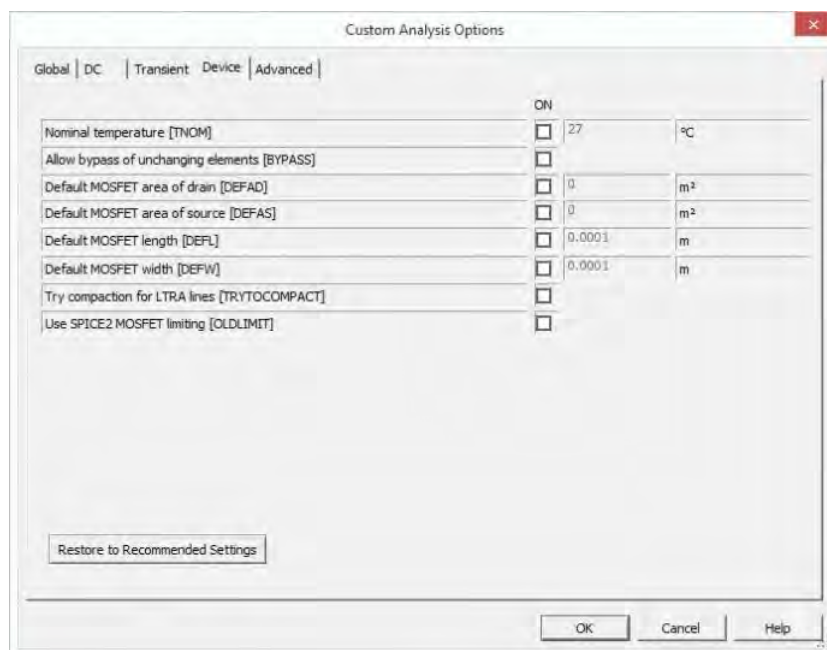 Custom Analysis Options
Global DC Transient Device Advanced
ON
Nominal temperature [TNOM] 27 °C
Allow bypass of unchanging elements [BYPASS]
Default MOSFET area of drain [DEFAD] 0 m²
Default MOSFET area of source [DEFAS] 0 m²
Default MOSFET length [DEFL] 0.0001 m
Default MOSFET width [DEFW] 0.0001 m
Try compaction for LTRA lines [TRYTOCOMPACT]
Use SPICE2 MOSFET limiting [OLDLIMIT]
Restore to Recommended Settings
OK Cancel Help